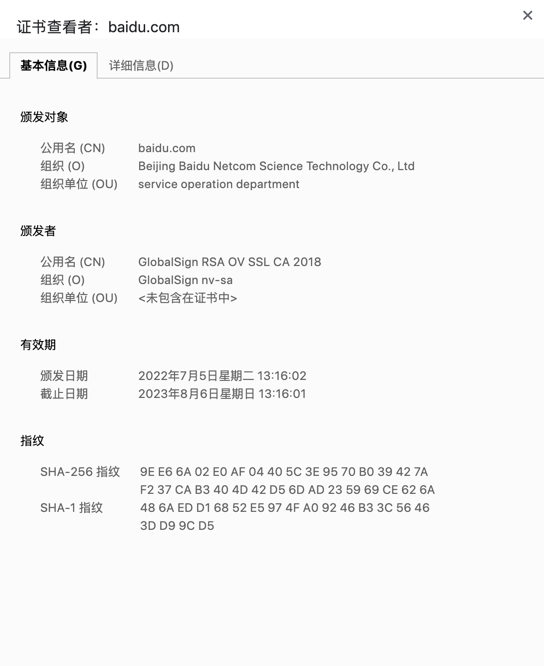 证书查看者：baidu.com
基本信息(G) 详细信息(D)
颁发对象
公用名 (CN) baidu.com
组织 (O) Beijing Baidu Netcom Science Technology Co., Ltd
组织单位 (OU) service operation department
颁发者
公用名 (CN) GlobalSign RSA OV SSL CA 2018
组织 (O) GlobalSign nv-sa
组织单位 (OU) <未包含在证书中>
有效期
颁发日期 2022年7月5日星期二 13:16:02
截止日期 2023年8月6日星期日 13:16:01
指纹
SHA-256 指纹 9E E6 6A 02 E0 AF 04 40 5C 3E 95 70 B0 39 42 7A
F2 37 CA B3 40 4D 42 D5 6D AD 23 59 69 CE 62 6A
SHA-1 指纹 48 6A ED D1 68 52 E5 97 4F A0 92 46 B3 3C 56 46
3D D9 9C D5